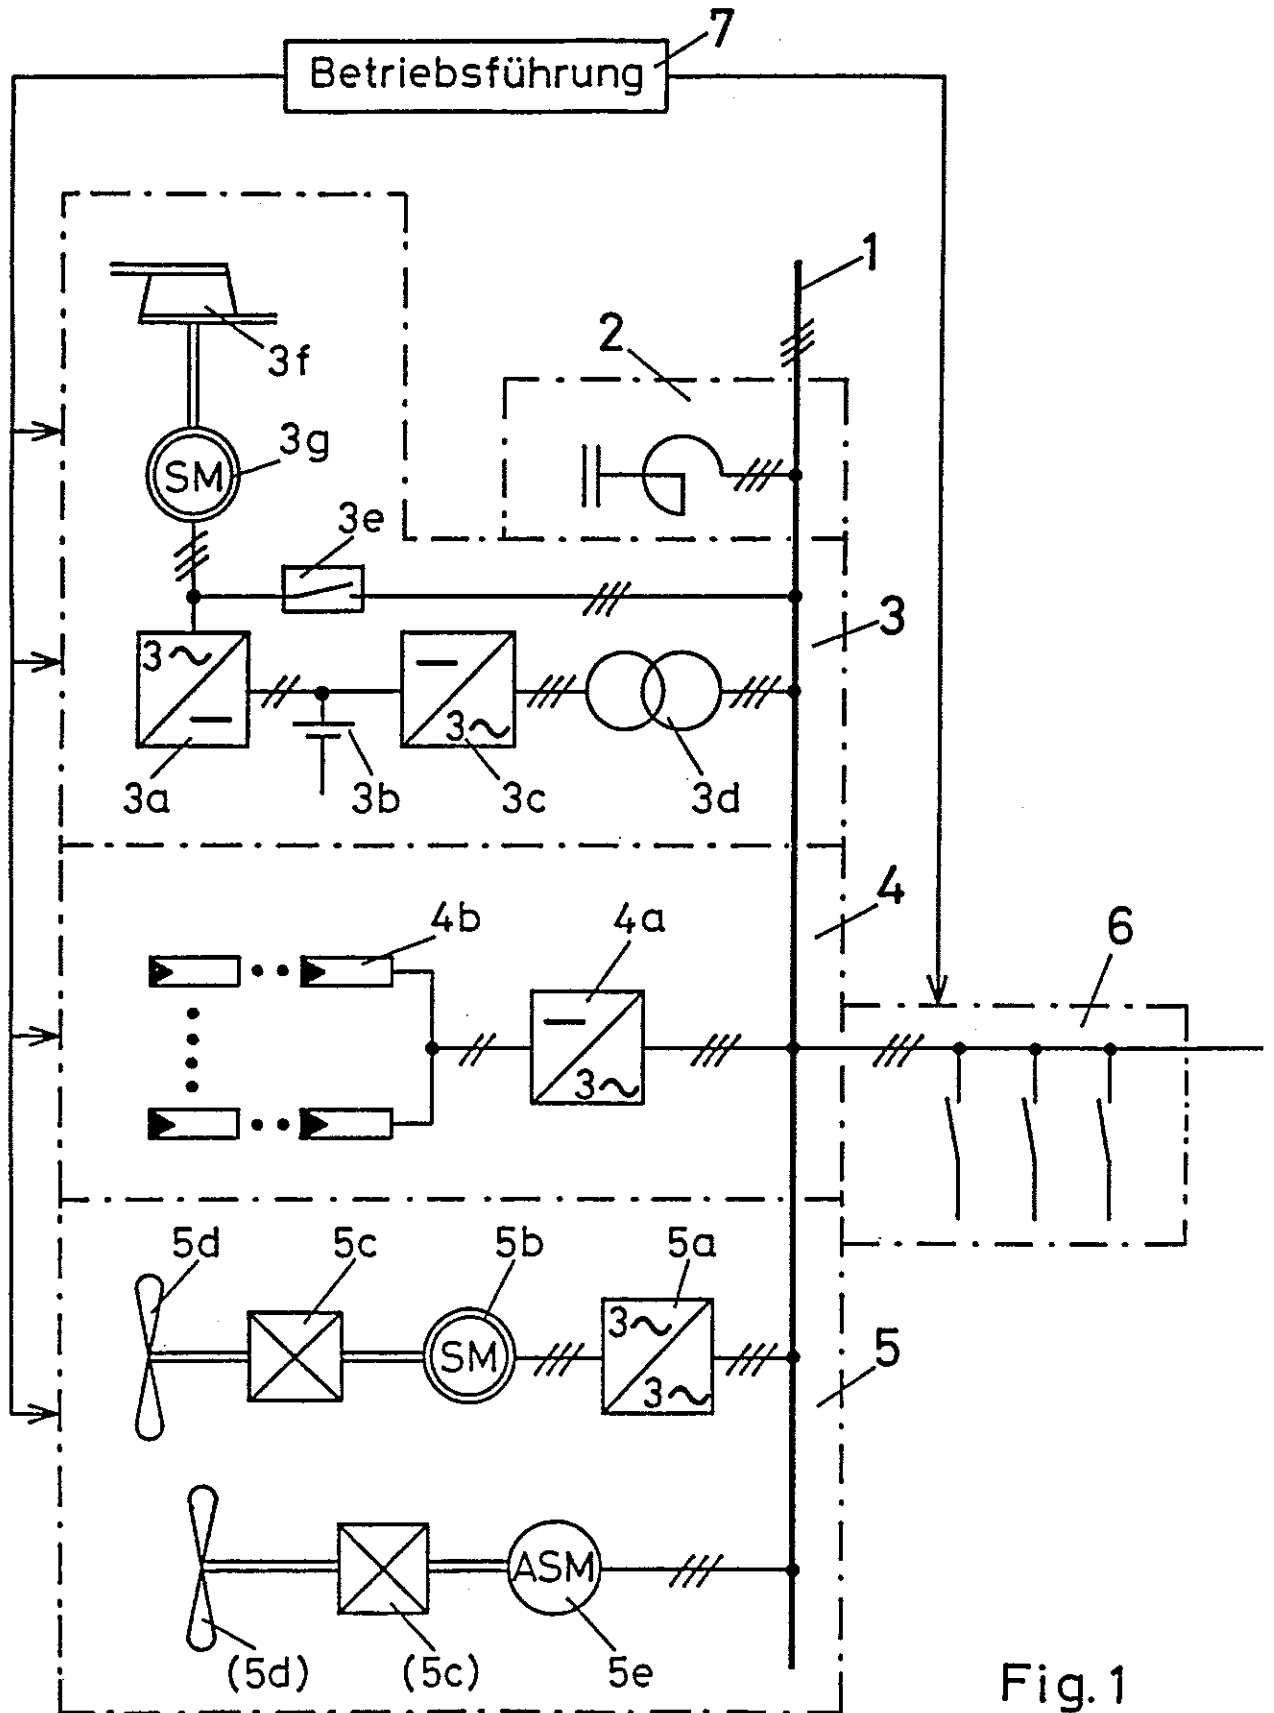 7
Betriebsführung
1
2
3f
3g
SM
3e
3
3~
3~
3a
3b
3c
3d
4
4b
4a
6
3~
5d
5c
5b
5a
SM
3~
3~
5
ASM
(5d)
(5c)
5e
Fig. 1